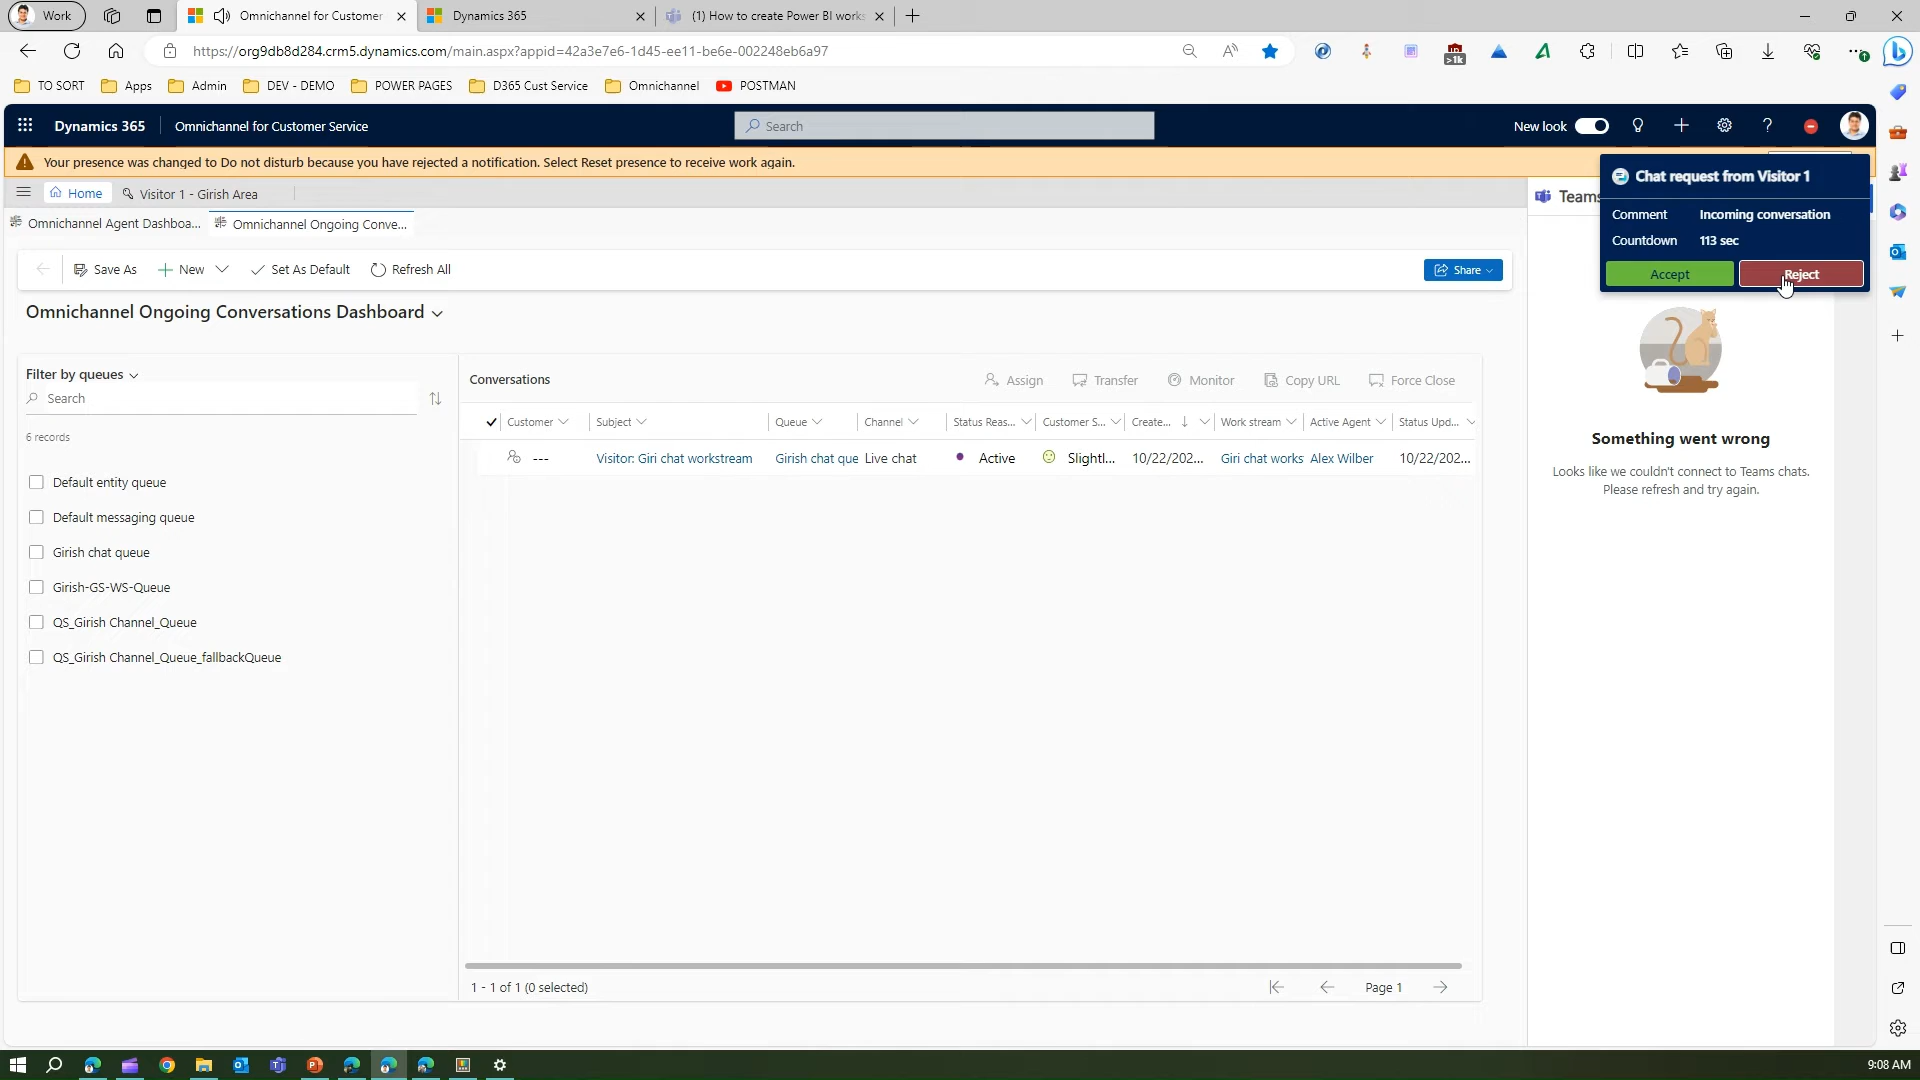 Work
Omnichannel for Customer
Dynamics 365
(1) How to create Power BI works
https://org9db8d284.crm5.dynamics.com/main.aspx?appid=42a3e7e6-1d45-ee11-be6e-002248eb6a97
>1k
TO SORT
Apps
Admin
DEV - DEMO
POWER PAGES
D365 Cust Service
Omnichannel
POSTMAN
Dynamics 365
Omnichannel for Customer Service
Search
New look
Your presence was changed to Do not disturb because you have rejected a notification. Select Reset presence to receive work again.
Chat request from Visitor 1
Comment Incoming conversation
Countdown 113 sec
Accept
Reject
Home
Visitor 1 - Girish Area
Teams
Omnichannel Agent Dashboa...
Omnichannel Ongoing Conve...
Save As
New
Set As Default
Refresh All
Share
Omnichannel Ongoing Conversations Dashboard
Filter by queues
Search
6 records
Default entity queue
Default messaging queue
Girish chat queue
Girish-GS-WS-Queue
QS_Girish Channel_Queue
QS_Girish Channel_Queue_fallbackQueue
Conversations
Assign
Transfer
Monitor
Copy URL
Force Close
Customer Subject Queue Channel Status Reas... Customer S... Create... Work stream Active Agent Status Upd...
--- Visitor: Giri chat workstream Girish chat que Live chat Active Slightl... 10/22/202... Giri chat works Alex Wilber 10/22/202...
1 - 1 of 1 (0 selected)
Page 1
Something went wrong
Looks like we couldn't connect to Teams chats.
Please refresh and try again.
9:08 AM